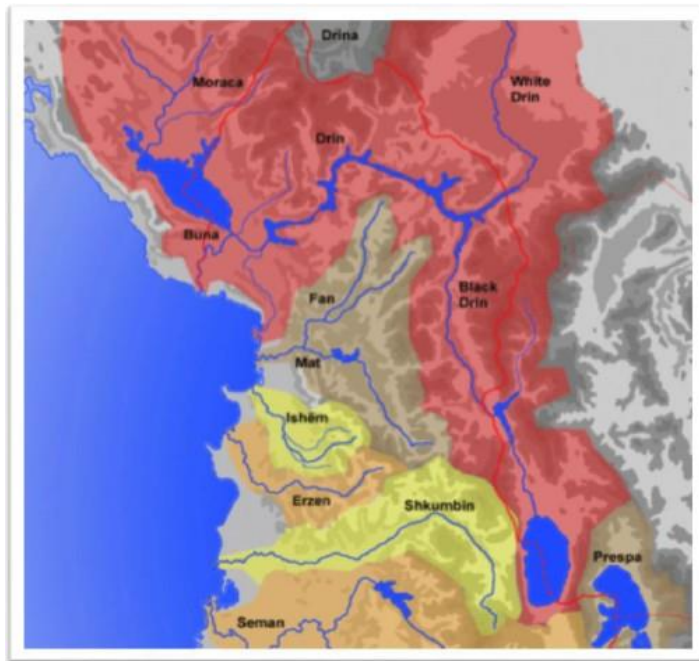 Drina
Moraca
White
Drin
Drin
Buna
Black
Drin
Fan
Mat
Ishëm
Erzen
Shkumbin
Prespa
Seman